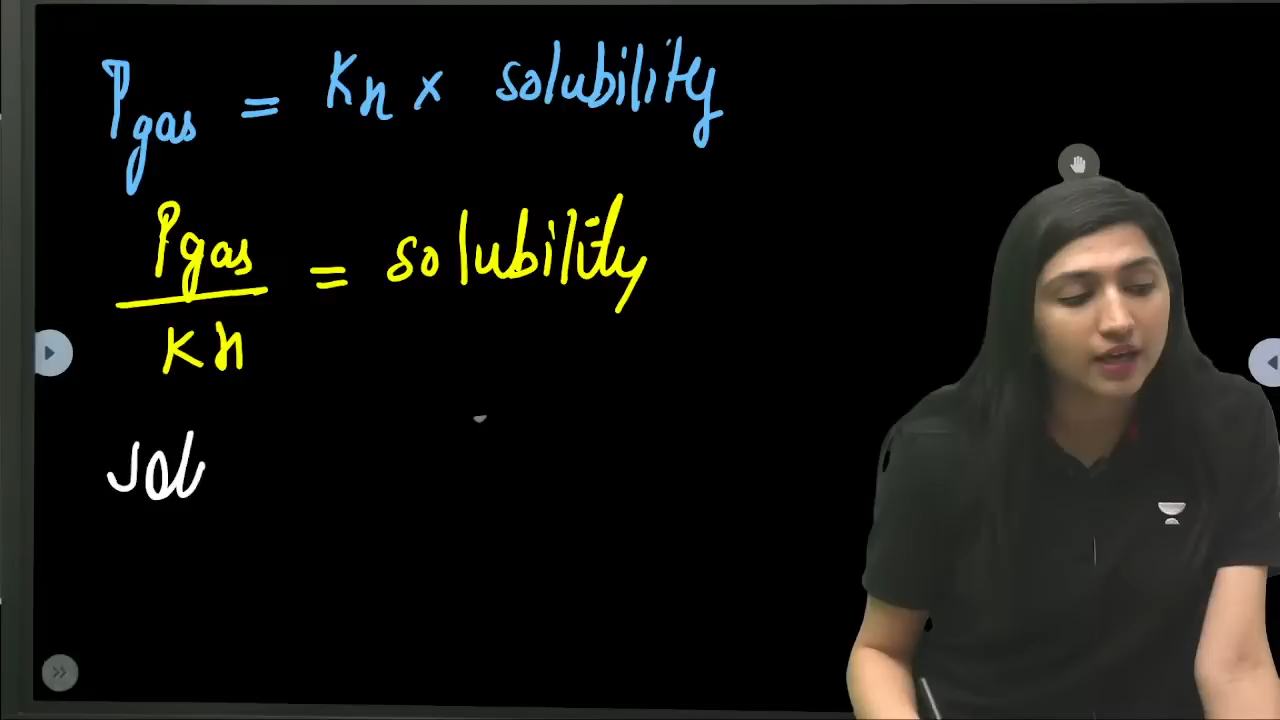 Pgas = KH × solubility
Pgas / KH = solubility
sol